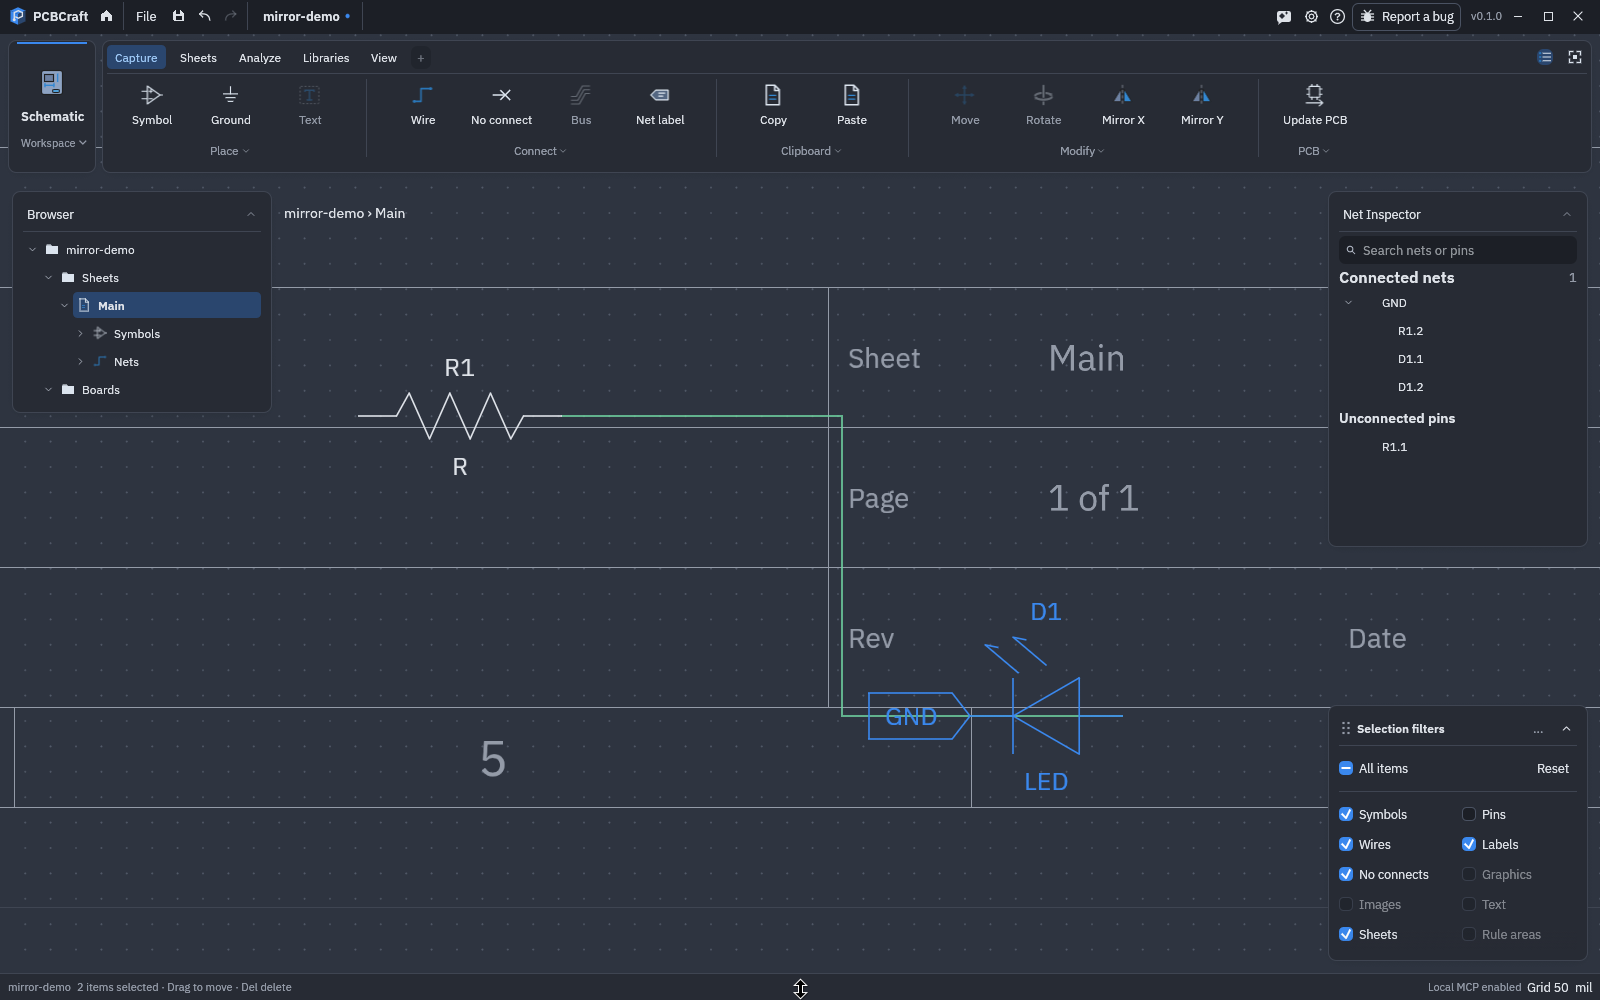 PCBCraft
File
mirror-demo
Report a bug
v0.1.0
Schematic
Workspace
Capture
Sheets
Analyze
Libraries
View
+
Symbol
Ground
Text
Place
Wire
No connect
Bus
Net label
Connect
Copy
Paste
Clipboard
Move
Rotate
Mirror X
Mirror Y
Modify
Update PCB
PCB
Browser
mirror-demo
Sheets
Main
Symbols
Nets
Boards
mirror-demo › Main
R1
R
Sheet
Main
Page
1 of 1
Rev
Date
D1
GND
LED
5
Net Inspector
Search nets or pins
Connected nets 1
GND
R1.2
D1.1
D1.2
Unconnected pins
R1.1
Selection filters ...
All items Reset
Symbols Pins
Wires Labels
No connects Graphics
Images Text
Sheets Rule areas
mirror-demo 2 items selected · Drag to move · Del delete
Local MCP enabled Grid 50 mil